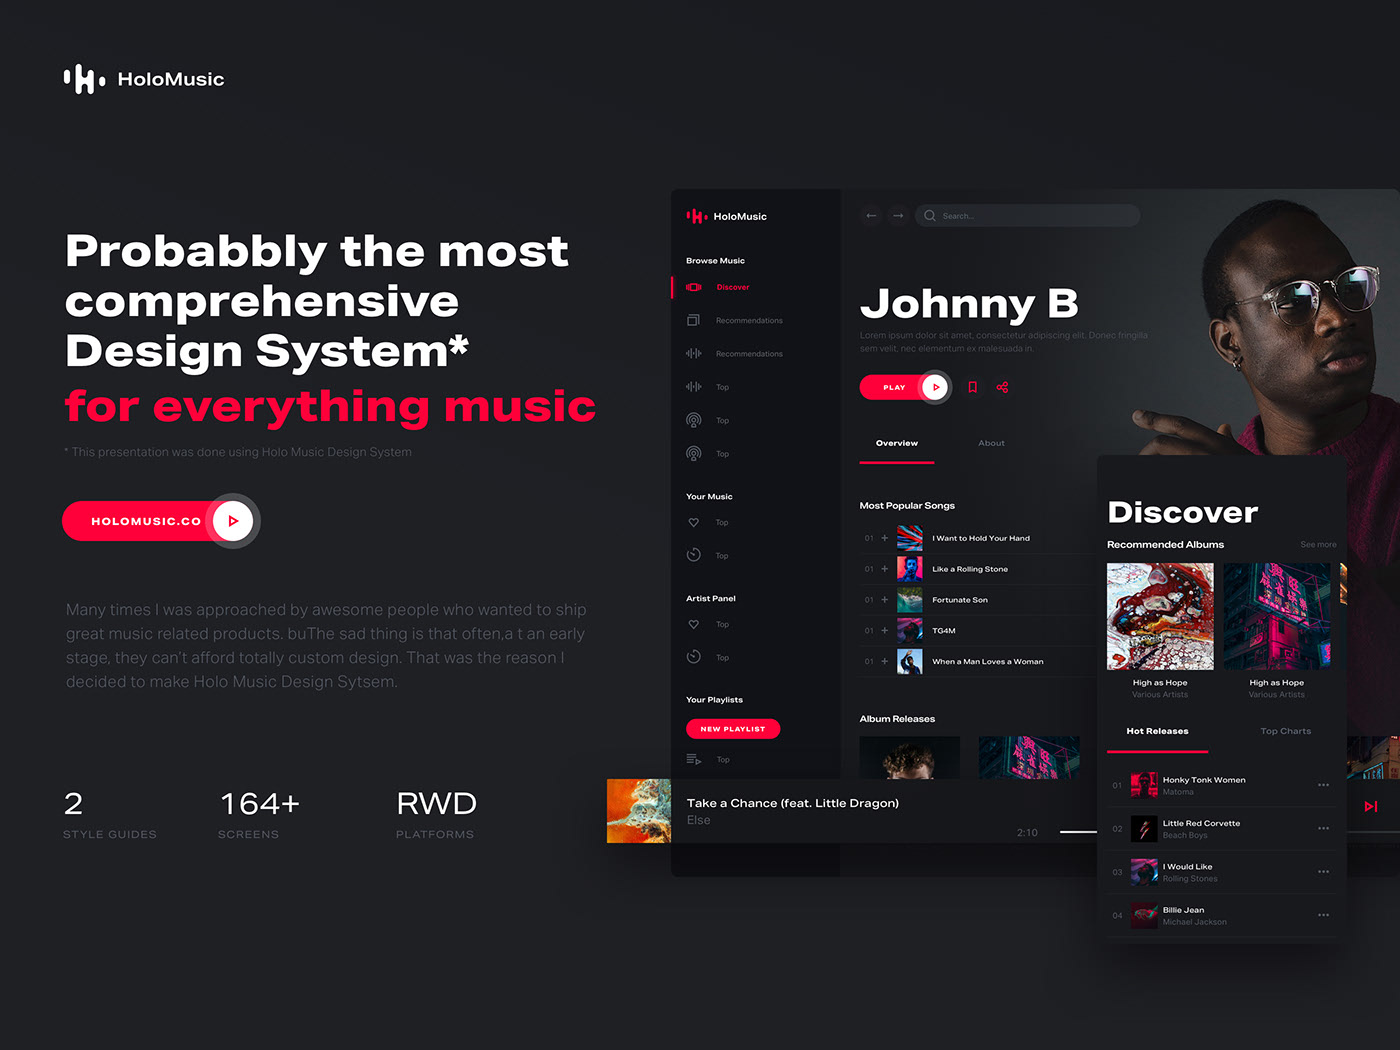 HoloMusic
Probabbly the most
comprehensive
Design System*
for everything music
* This presentation was done using Holo Music Design System
HOLOMUSIC.CO
Many times I was approached by awesome people who wanted to ship
great music related products. buThe sad thing is that often,a t an early
stage, they can't afford totally custom design. That was the reason I
decided to make Holo Music Design Sytsem.
2
STYLE GUIDES
164+
SCREENS
RWD
PLATFORMS
HoloMusic
Browse Music
Discover
Recommendations
Recommendations
Top
Top
Top
Your Music
Top
Top
Artist Panel
Top
Top
Your Playlists
NEW PLAYLIST
Top
Search...
Johnny B
Lorem ipsum dolor sit amet, consectetur adipiscing elit. Donec fringilla
sem velit, nec elementum ex malesuada in.
PLAY
Overview
About
Most Popular Songs
01 + I Want to Hold Your Hand
01 + Like a Rolling Stone
01 + Fortunate Son
01 + TG4M
01 + When a Man Loves a Woman
Album Releases
Take a Chance (feat. Little Dragon)
Else
2:10
Discover
Recommended Albums
See more
High as Hope
Various Artists
High as Hope
Various Artists
Hot Releases
Top Charts
01
Honky Tonk Women
Matoma
02
Little Red Corvette
Beach Boys
03
I Would Like
Rolling Stones
04
Billie Jean
Michael Jackson